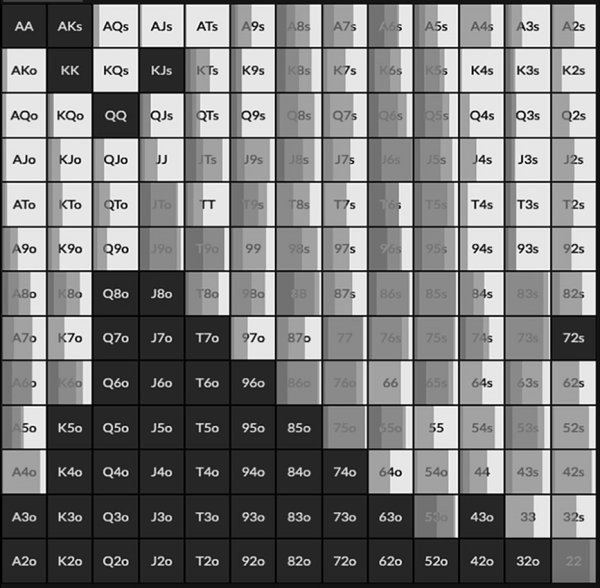 AA AKs AQs AJs ATs A9s A8s A7s A6s A5s A4s A3s A2s
AKo KK KQs KJs KTs K9s K8s K7s K6s K5s K4s K3s K2s
AQo KQo QQ QJs QTs Q9s Q8s Q7s Q6s Q5s Q4s Q3s Q2s
AJo KJo QJo JJ JTs J9s J8s J7s J6s J5s J4s J3s J2s
ATo KTo QTo JTo TT T9s T8s T7s T6s T5s T4s T3s T2s
A9o K9o Q9o J9o T9o 99 98s 97s 96s 95s 94s 93s 92s
A8o K8o Q8o J8o T8o 98o 88 87s 86s 85s 84s 83s 82s
A7o K7o Q7o J7o T7o 97o 87o 77 76s 75s 74s 73s 72s
A6o K6o Q6o J6o T6o 96o 86o 76o 66 65s 64s 63s 62s
A5o K5o Q5o J5o T5o 95o 85o 75o 65o 55 54s 53s 52s
A4o K4o Q4o J4o T4o 94o 84o 74o 64o 54o 44 43s 42s
A3o K3o Q3o J3o T3o 93o 83o 73o 63o 53o 43o 33 32s
A2o K2o Q2o J2o T2o 92o 82o 72o 62o 52o 42o 32o 22